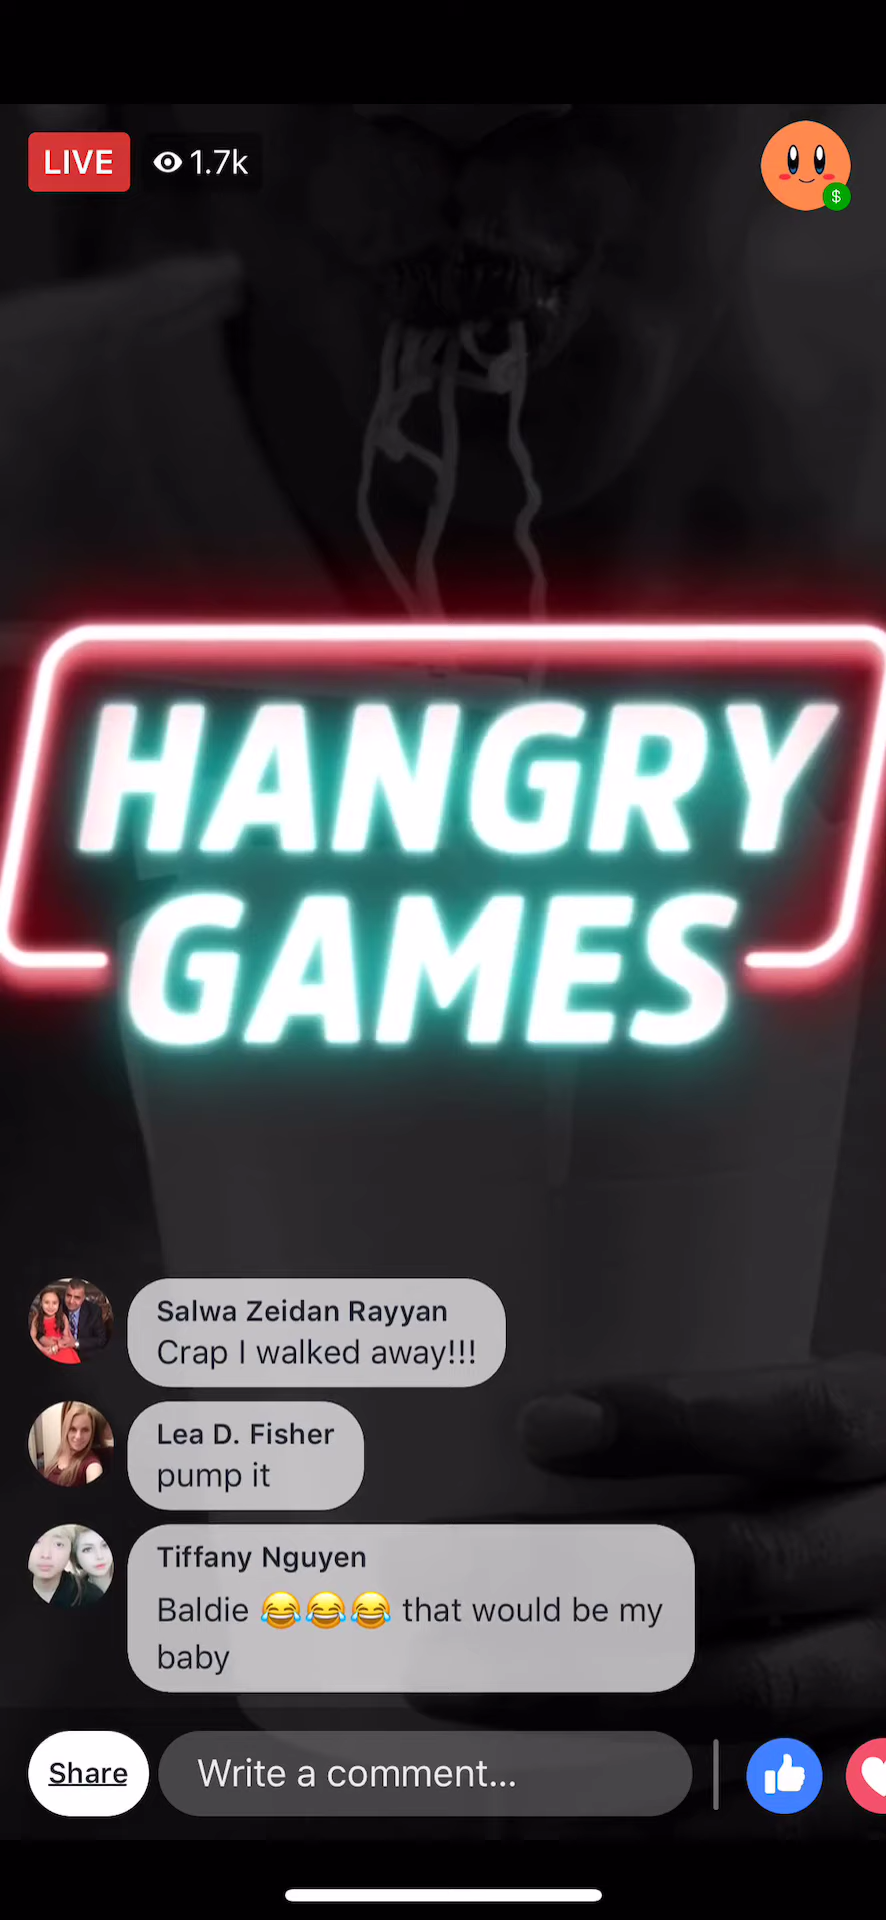 LIVE 1.7k
$
HANGRY
GAMES
Salwa Zeidan Rayyan
Crap I walked away!!!
Lea D. Fisher
pump it
Tiffany Nguyen
Baldie 😂😂😂 that would be my
baby
Share Write a comment...